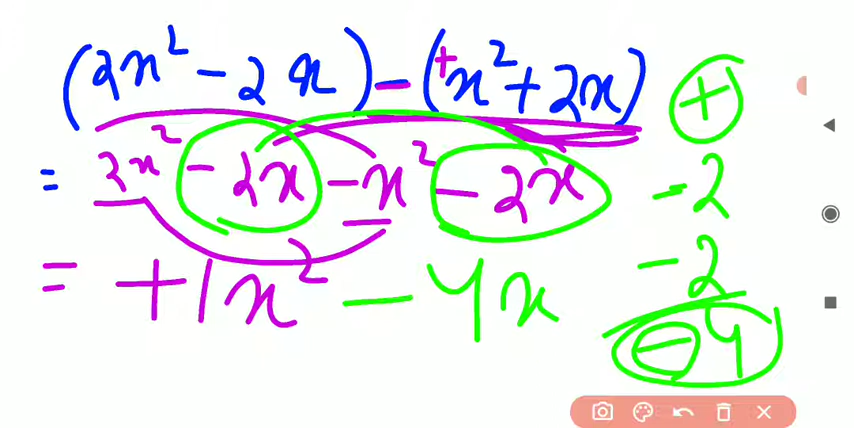 (2x² - 2x) - (+x² + 2x)
= 2x² - 2x - x² - 2x
= +1x² - 4x
+
-2
-2
-4